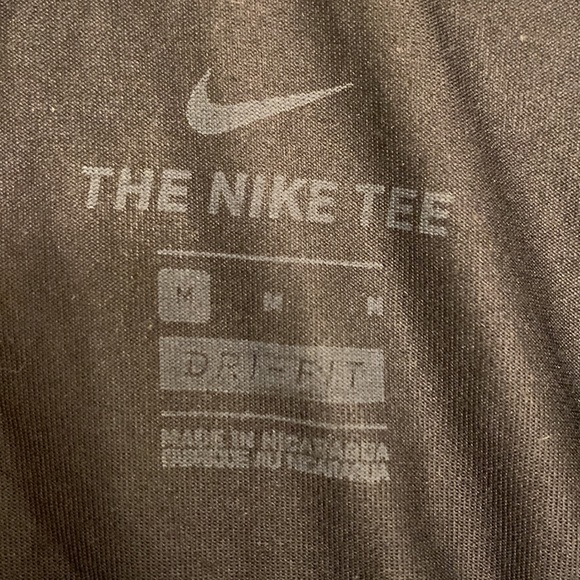 THE NIKE TEE
M M M
DRI-FIT
MADE IN NICARAGUA
FABRIQUÉ AU NICARAGUA